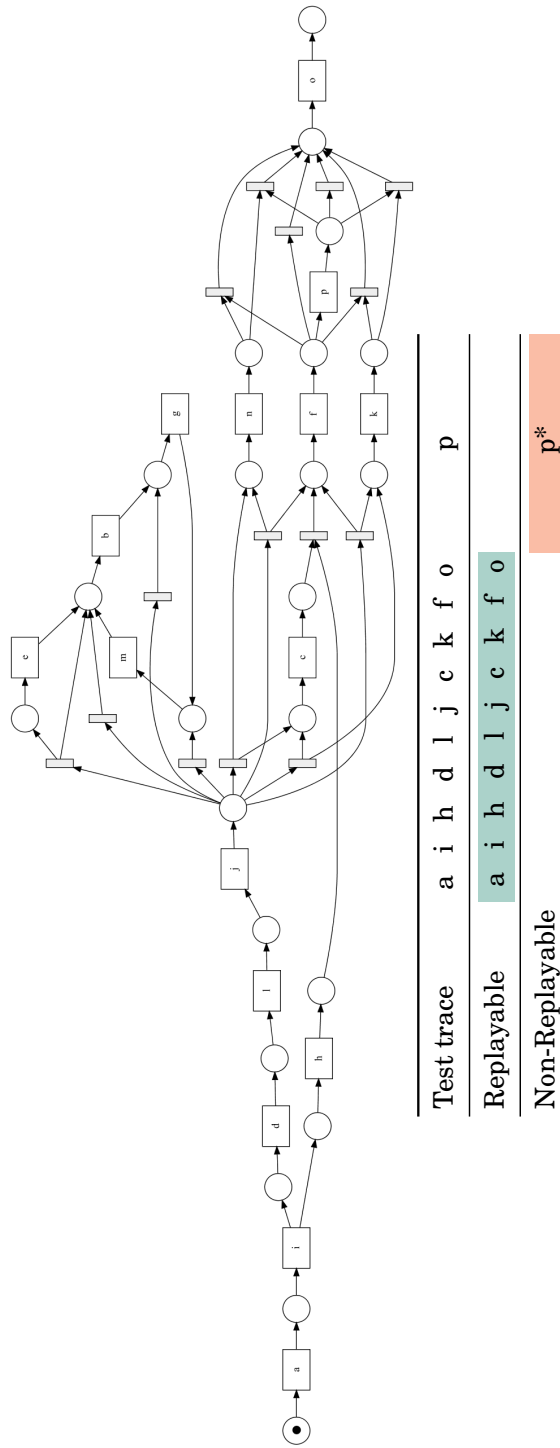 a
i
d
h
l
j
e
m
b
g
c
n
f
k
p
o
Test trace a i h d l j c k f o p
Replayable a i h d l j c k f o
Non-Replayable p*